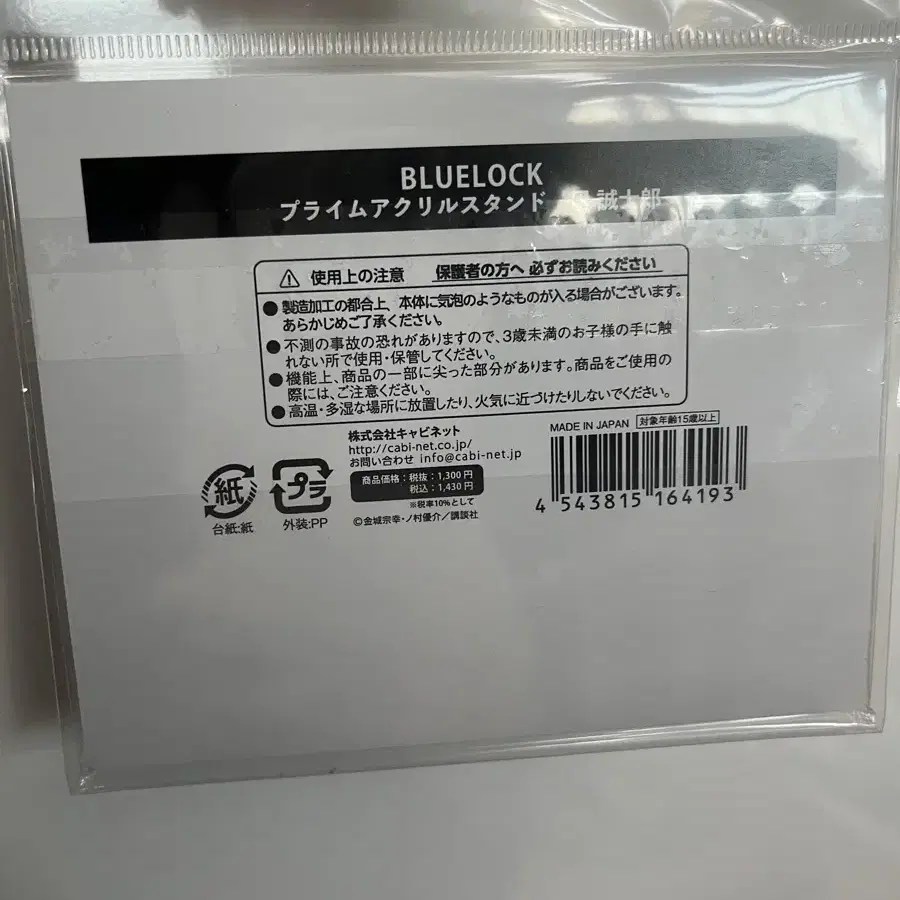 BLUELOCK
プライムアクリルスタンド 誠士郎
使用上の注意 保護者の方へ 必ずお読みください
●製造加工の都合上、本体に気泡のようなものが入る場合がございます。
あらかじめご了承ください。
●不測の事故の恐れがありますので、3歳未満のお子様の手に触
れない所で使用・保管してください。
●機能上、商品の一部に尖った部分があります。商品をご使用の
際には、ご注意ください。
●高温・多湿な場所に放置したり、火気に近づけたりしないでください。
株式会社キャビネット
http://cabi-net.co.jp/
お問い合わせ info@cabi-net.jp
商品価格：税抜：1,300円
税込：1,430円
※税率10%として
©金城宗幸・ノ村優介／講談社
紙
台紙:紙
プラ
外装:PP
MADE IN JAPAN 対象年齢15歳以上
4 543815 164193